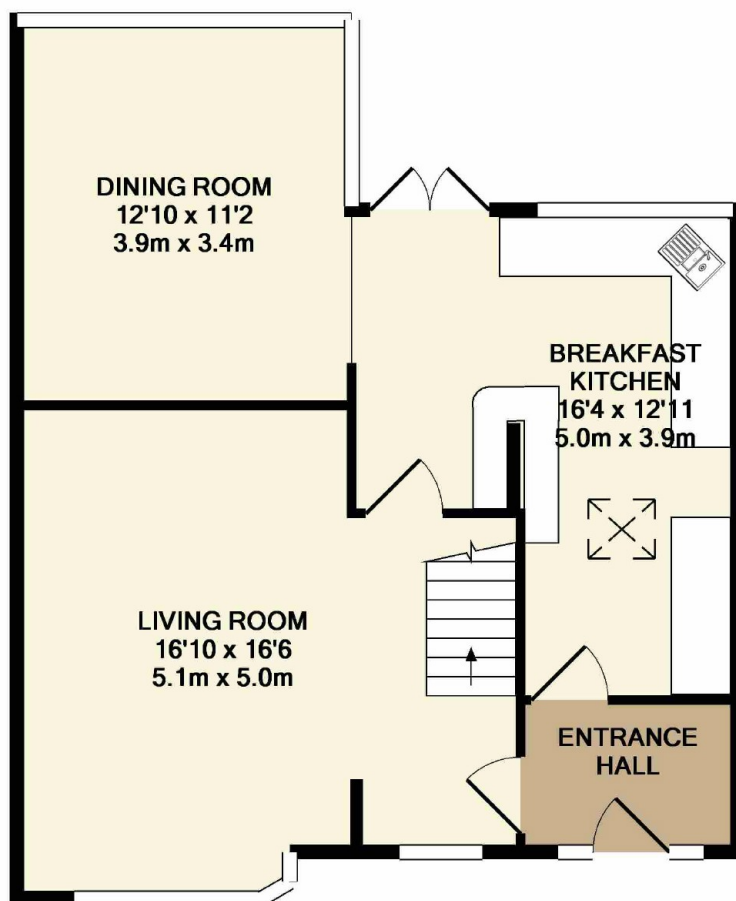 DINING ROOM
12'10 x 11'2
3.9m x 3.4m
BREAKFAST
KITCHEN
16'4 x 12'11
5.0m x 3.9m
LIVING ROOM
16'10 x 16'6
5.1m x 5.0m
ENTRANCE
HALL